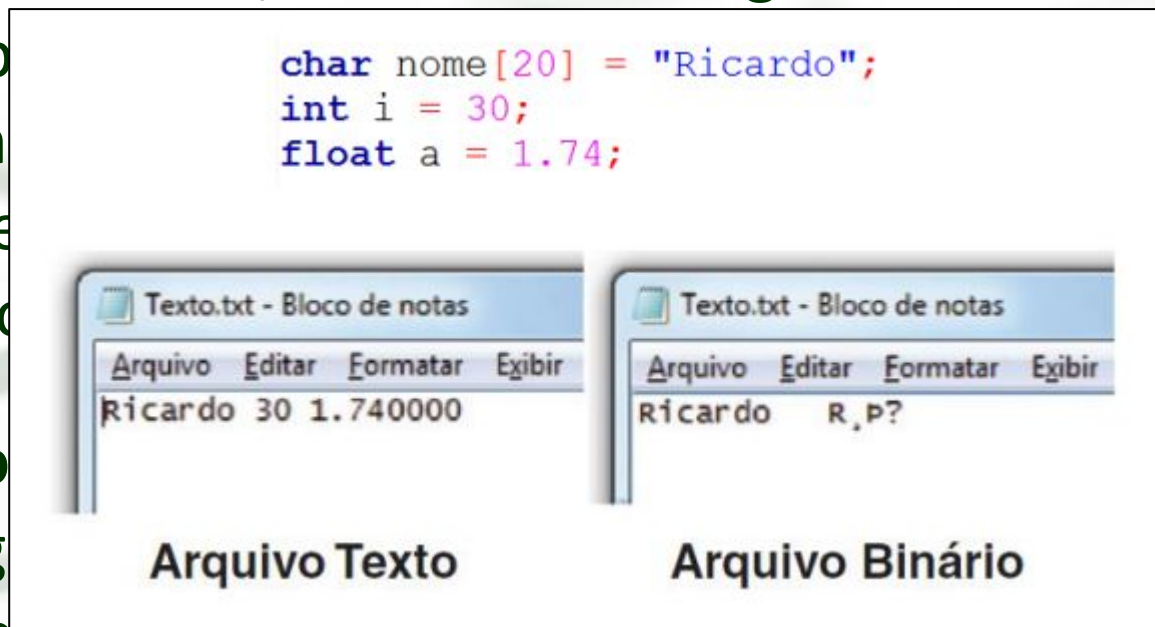 char nome[20] = "Ricardo";
int i = 30;
float a = 1.74;
Texto.txt - Bloco de notas
Arquivo Editar Formatar Exibir
Ricardo 30 1.740000
Texto.txt - Bloco de notas
Arquivo Editar Formatar Exibir
Ricardo R¸Þ?
Arquivo Texto
Arquivo Binário